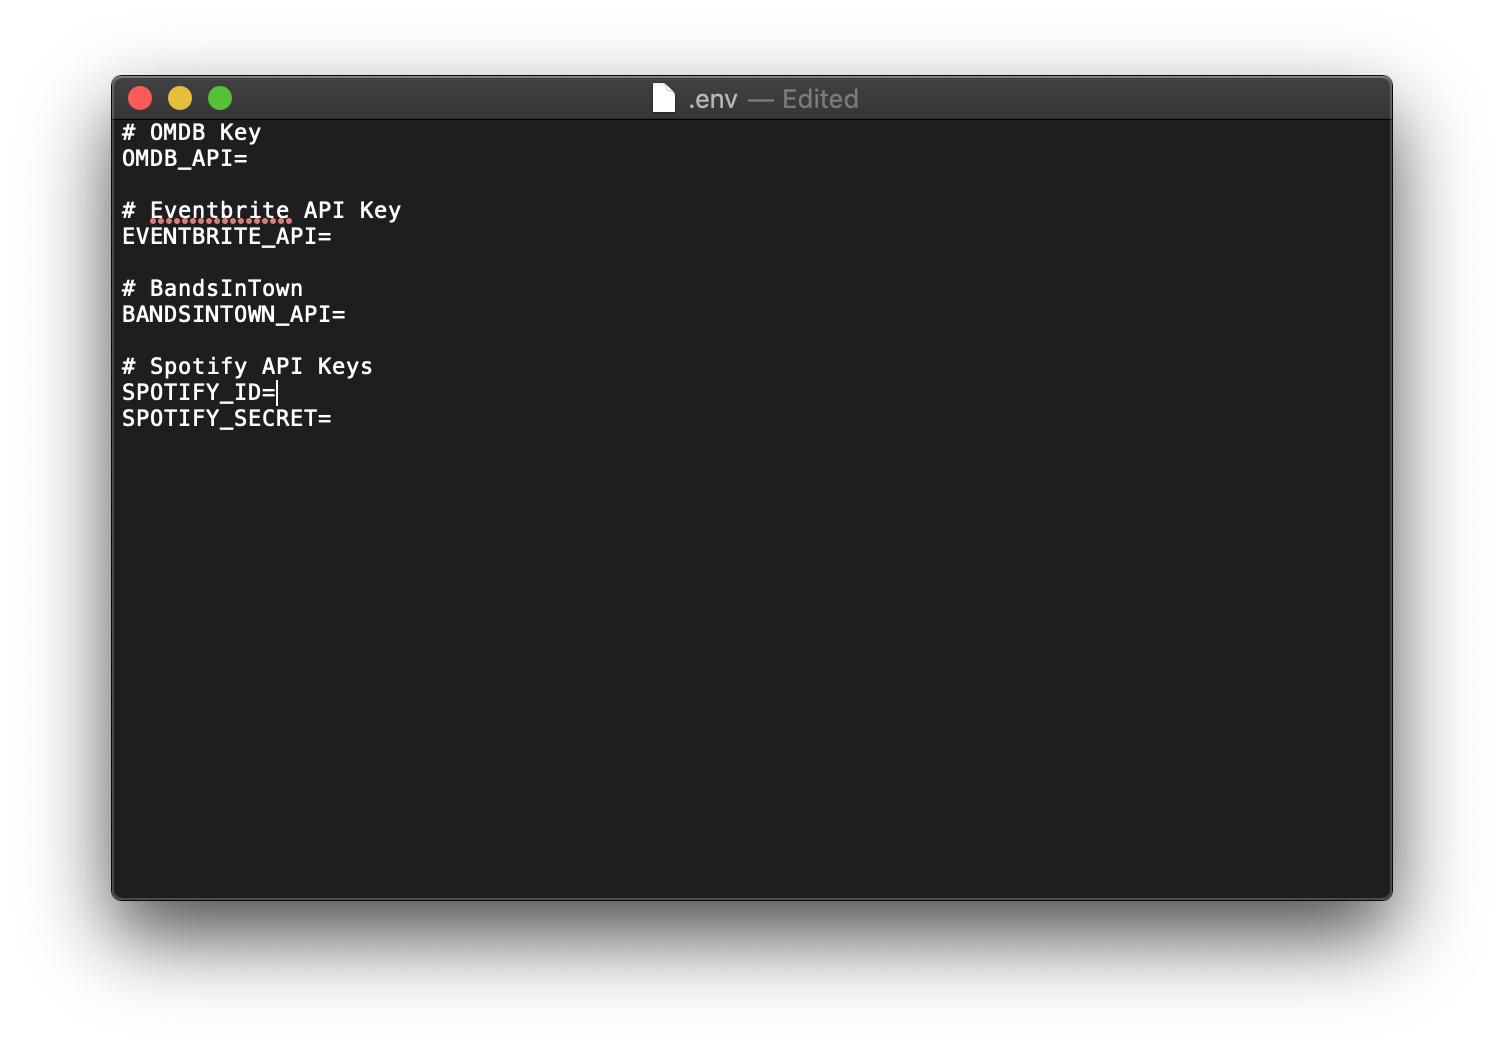 .env — Edited
# OMDB Key
OMDB_API=
# Eventbrite API Key
EVENTBRITE_API=
# BandsInTown
BANDSINTOWN_API=
# Spotify API Keys
SPOTIFY_ID=
SPOTIFY_SECRET=